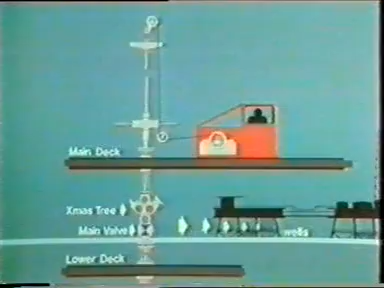 Main Deck
Xmas Tree
Main Valve
wells
Lower Deck